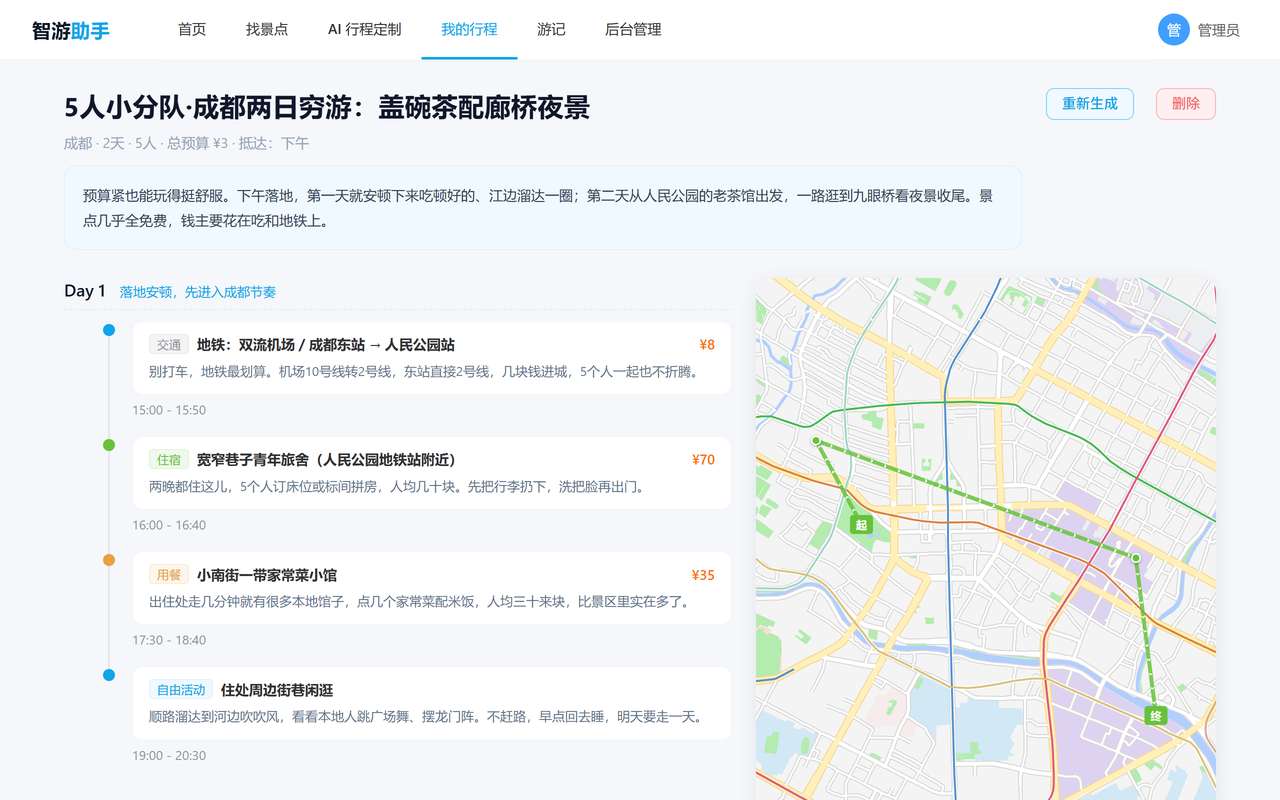 智游助手
首页
找景点
AI 行程定制
我的行程
游记
后台管理
管
管理员
5人小分队·成都两日穷游：盖碗茶配廊桥夜景
重新生成
删除
成都 · 2天 · 5人 · 总预算 ¥3 · 抵达：下午
预算紧也能玩得挺舒服。下午落地，第一天就安顿下来吃顿好的、江边溜达一圈；第二天从人民公园的老茶馆出发，一路逛到九眼桥看夜景收尾。景
点几乎全免费，钱主要花在吃和地铁上。
Day 1 落地安顿，先进入成都节奏
交通 地铁：双流机场 / 成都东站 → 人民公园站 ¥8
别打车，地铁最划算。机场10号线转2号线，东站直接2号线，几块钱进城，5个人一起也不折腾。
15:00 - 15:50
住宿 宽窄巷子青年旅舍（人民公园地铁站附近） ¥70
两晚都住这儿，5个人订床位或标间拼房，人均几十块。先把行李扔下，洗把脸再出门。
16:00 - 16:40
用餐 小南街一带家常菜小馆 ¥35
出住处走几分钟就有很多本地馆子，点几个家常菜配米饭，人均三十来块，比景区里实在多了。
17:30 - 18:40
自由活动 住处周边街巷闲逛
顺路溜达到河边吹吹风，看看本地人跳广场舞、摆龙门阵。不赶路，早点回去睡，明天要走一天。
19:00 - 20:30
起
终